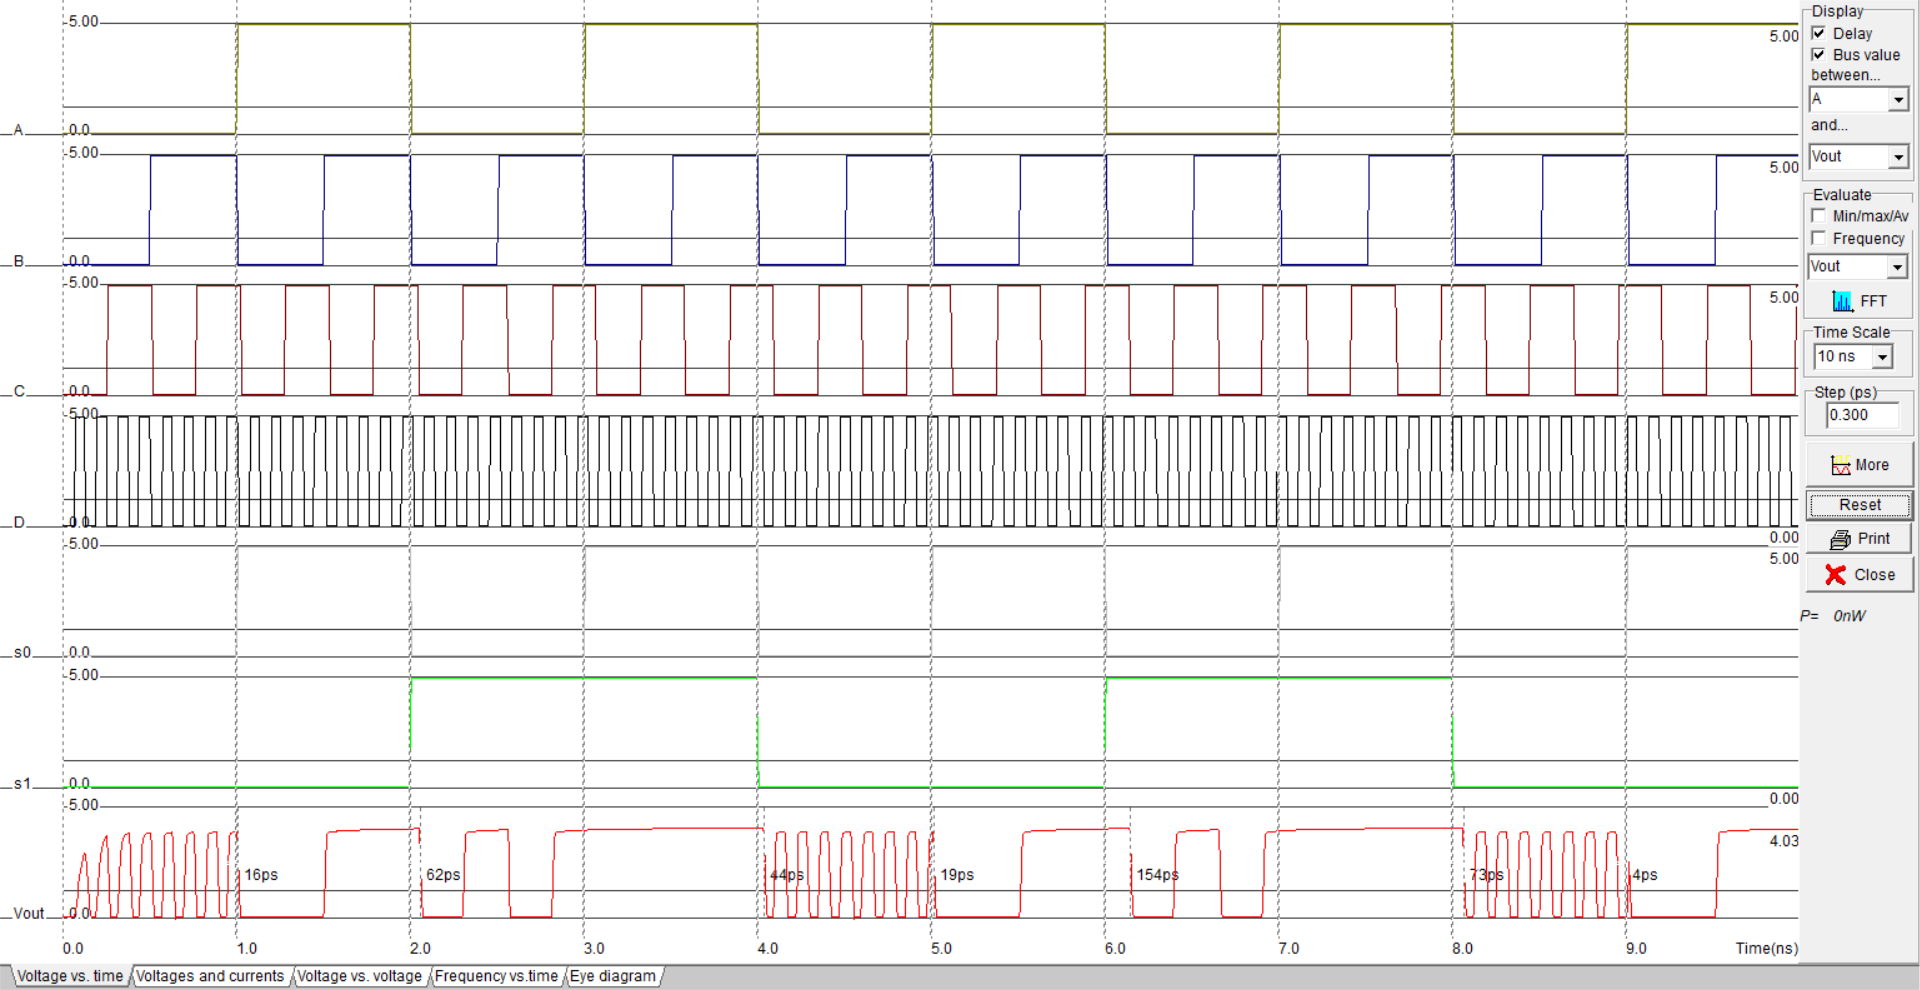 5.00
5.00
A
0.0
5.00
5.00
B
0.0
5.00
5.00
C
0.0
5.00
D
0.0
0.00
5.00
5.00
s0
0.0
5.00
s1
0.0
0.00
5.00
4.03
16ps
62ps
44ps
19ps
154ps
73ps
4ps
Vout
0.0
0.0
1.0
2.0
3.0
4.0
5.0
6.0
7.0
8.0
9.0
Time(ns)
Voltage vs. time
Voltages and currents
Voltage vs. voltage
Frequency vs.time
Eye diagram
Display
Delay
Bus value
between...
A
and...
Vout
Evaluate
Min/max/Av
Frequency
Vout
FFT
Time Scale
10 ns
Step (ps)
0.300
More
Reset
Print
Close
P= 0nW